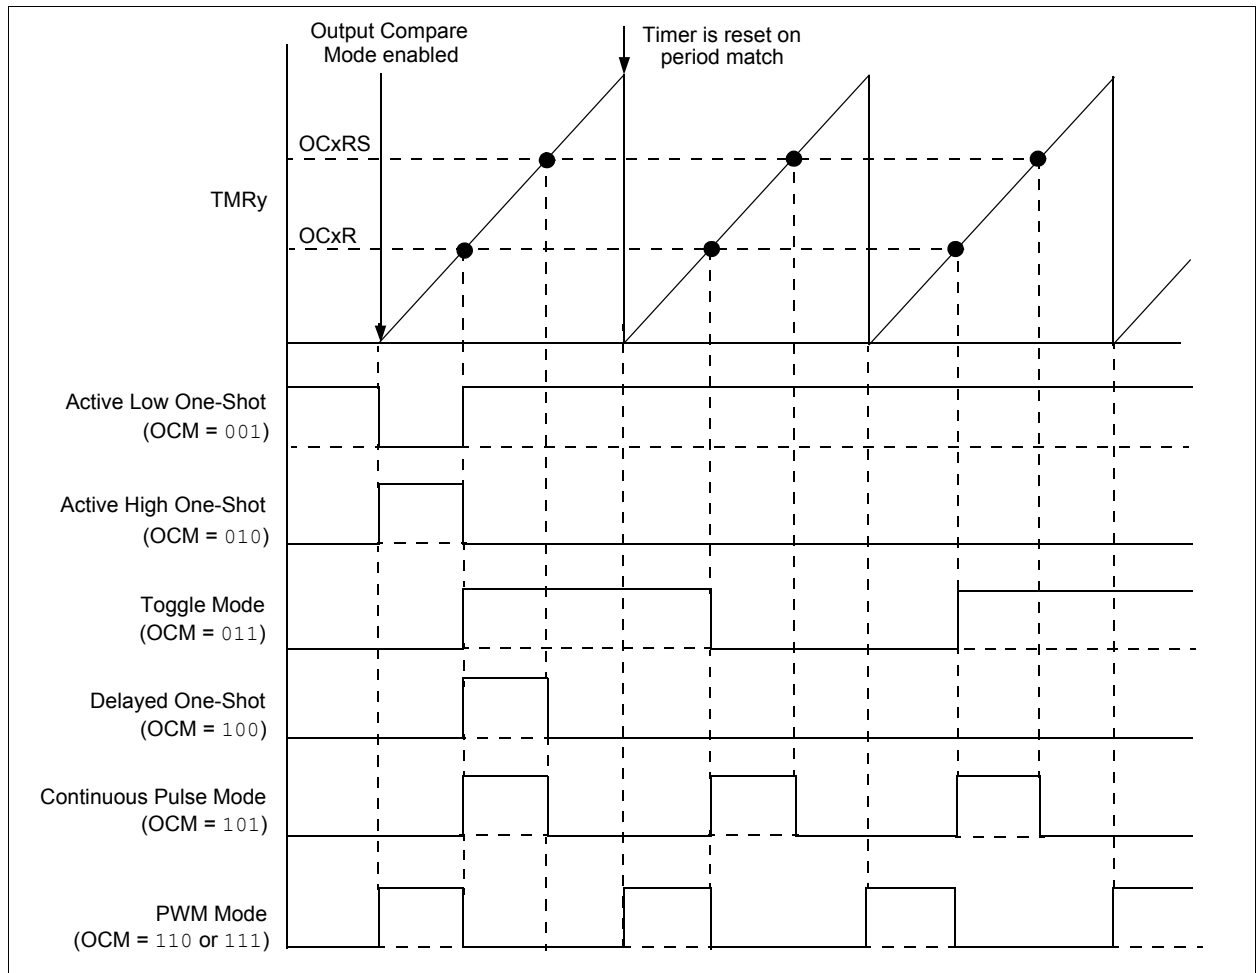 Output Compare
Mode enabled
Timer is reset on
period match
OCxRS
TMRy
OCxR
Active Low One-Shot
(OCM = 001)
Active High One-Shot
(OCM = 010)
Toggle Mode
(OCM = 011)
Delayed One-Shot
(OCM = 100)
Continuous Pulse Mode
(OCM = 101)
PWM Mode
(OCM = 110 or 111)